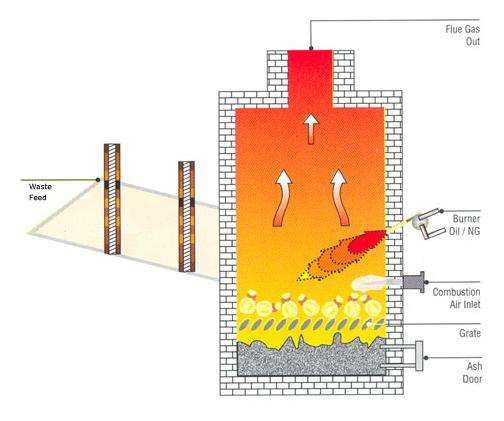 Flue Gas
Out
Waste
Feed
Burner
Oil / NG
Combustion
Air Inlet
Grate
Ash
Door